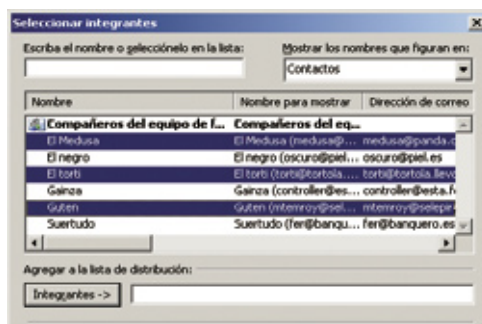 Seleccionar integrantes
Escriba el nombre o selecciónelo en la lista:
Mostrar los nombres que figuran en:
Contactos
Nombre Nombre para mostrar Dirección de correo
Compañeros del equipo de f... Compañeros del eq...
El Medusa El Medusa (medusa@... medusa@panda.c
El negro El negro (oscuro@piel... oscuro@piel.es
El torti El torti (torti@tortola.... torti@tortola.llevo
Gainza Gainza (controller@es... controller@esta.f
Guten Guten (mtemroy@sel... mtemroy@selepir
Suertudo Suertudo (fer@banqu... fer@banquero.es
Agregar a la lista de distribución:
Integrantes ->